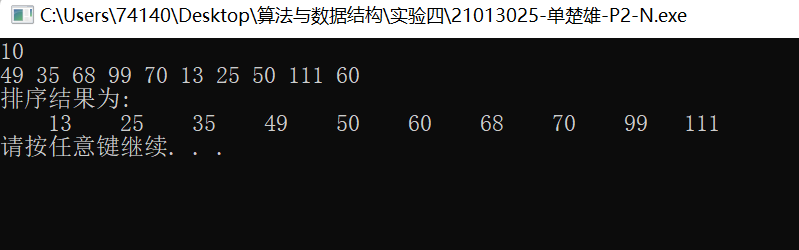 C:\Users\74140\Desktop\算法与数据结构\实验四\21013025-单楚雄-P2-N.exe
10
49 35 68 99 70 13 25 50 111 60
排序结果为:
13 25 35 49 50 60 68 70 99 111
请按任意键继续. . .